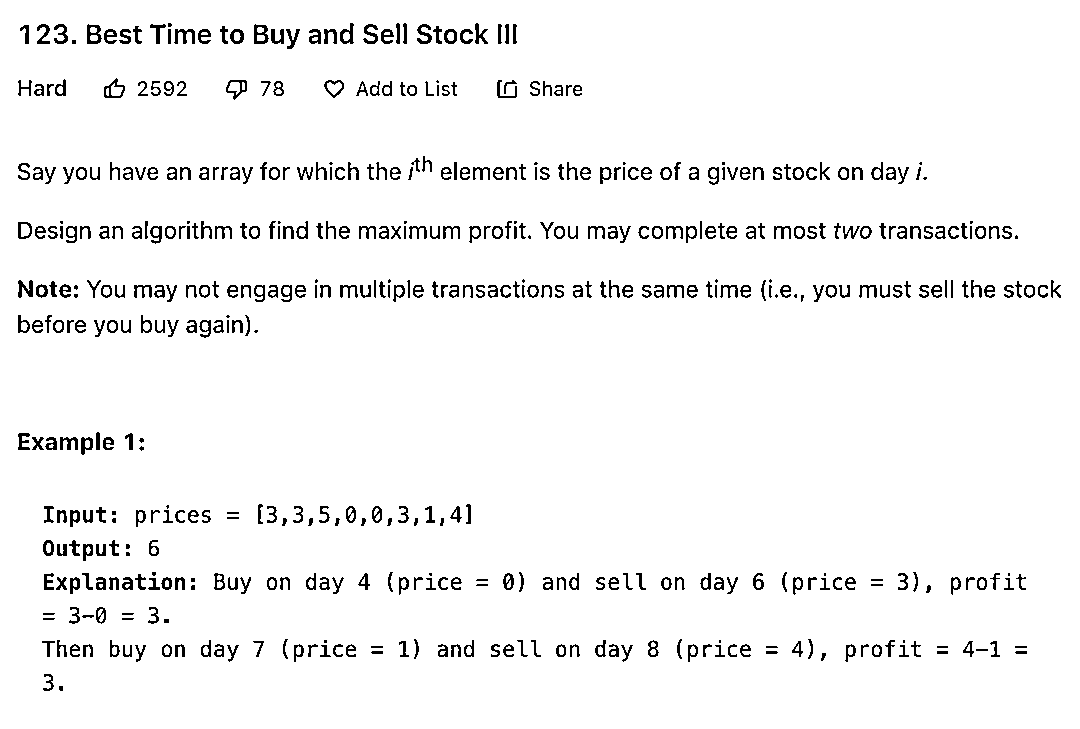 123. Best Time to Buy and Sell Stock III
Hard 2592 78 Add to List Share
Say you have an array for which the ith element is the price of a given stock on day i.
Design an algorithm to find the maximum profit. You may complete at most two transactions.
Note: You may not engage in multiple transactions at the same time (i.e., you must sell the stock
before you buy again).
Example 1:
Input: prices = [3,3,5,0,0,3,1,4]
Output: 6
Explanation: Buy on day 4 (price = 0) and sell on day 6 (price = 3), profit
= 3-0 = 3.
Then buy on day 7 (price = 1) and sell on day 8 (price = 4), profit = 4-1 =
3.